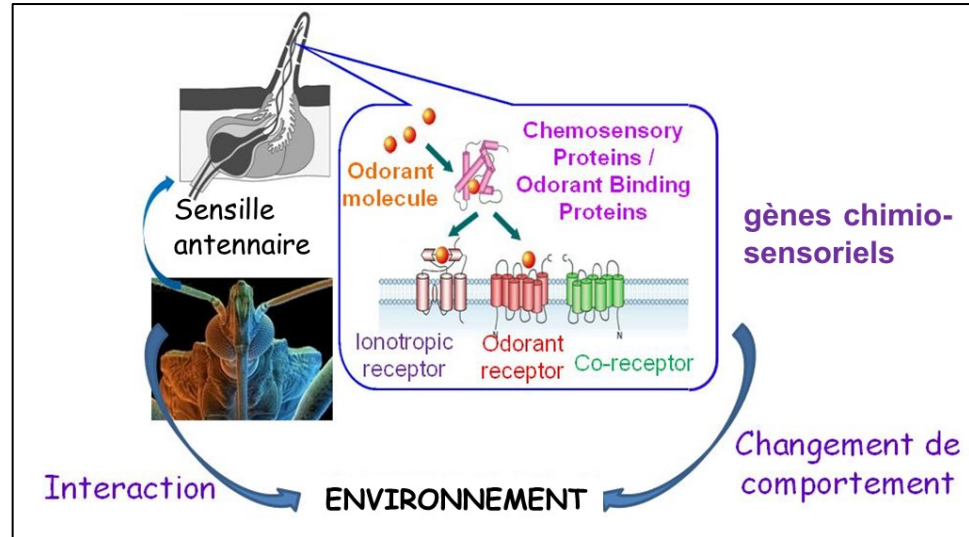 Chemosensory
Proteins /
Odorant Binding
Proteins
Odorant
molecule
Sensille
antennaire
gènes chimio-
sensoriels
C C
N N
Ionotropic
receptor
Odorant
receptor
Co-receptor
Interaction
ENVIRONNEMENT
Changement de
comportement